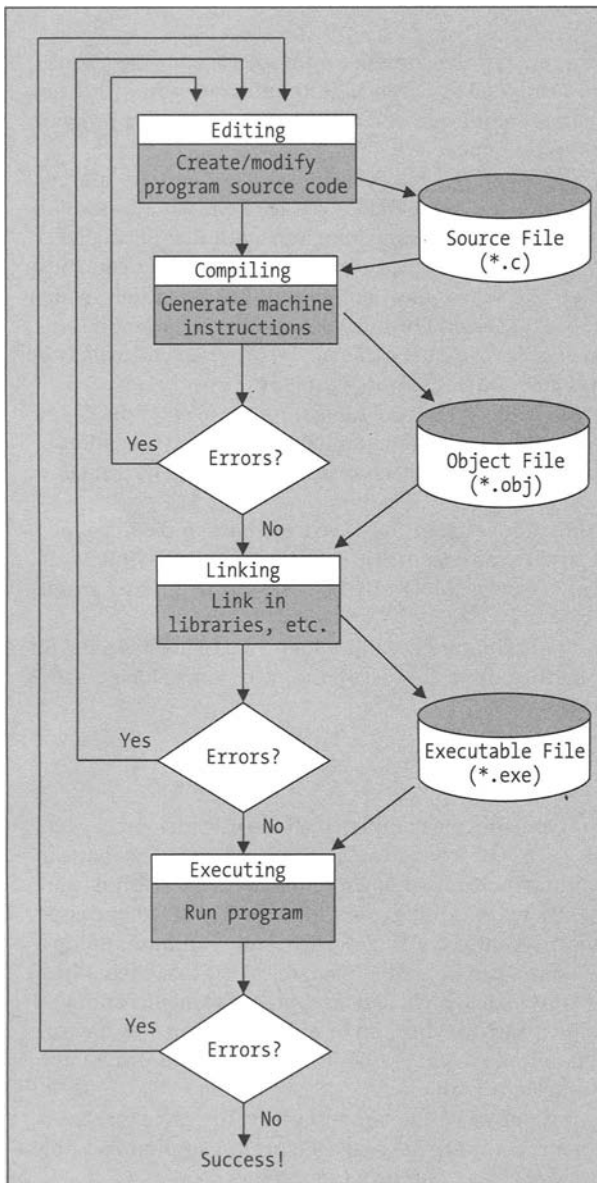 Editing
Create/modify
program source code
Source File
(*.c)
Compiling
Generate machine
instructions
Yes
Errors?
Object File
(*.obj)
No
Linking
Link in
libraries, etc.
Yes
Errors?
Executable File
(*.exe)
No
Executing
Run program
Yes
Errors?
No
Success!